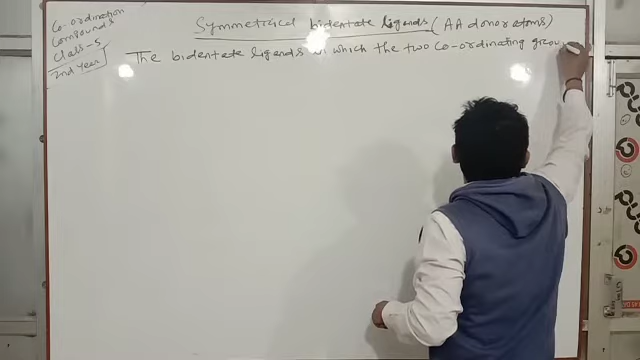 Co-ordination
Compounds
Class-5
2nd Year
Symmetrical bidentate ligands (AA donor atoms)
The bidentate ligands in which the two Co-ordinating grou